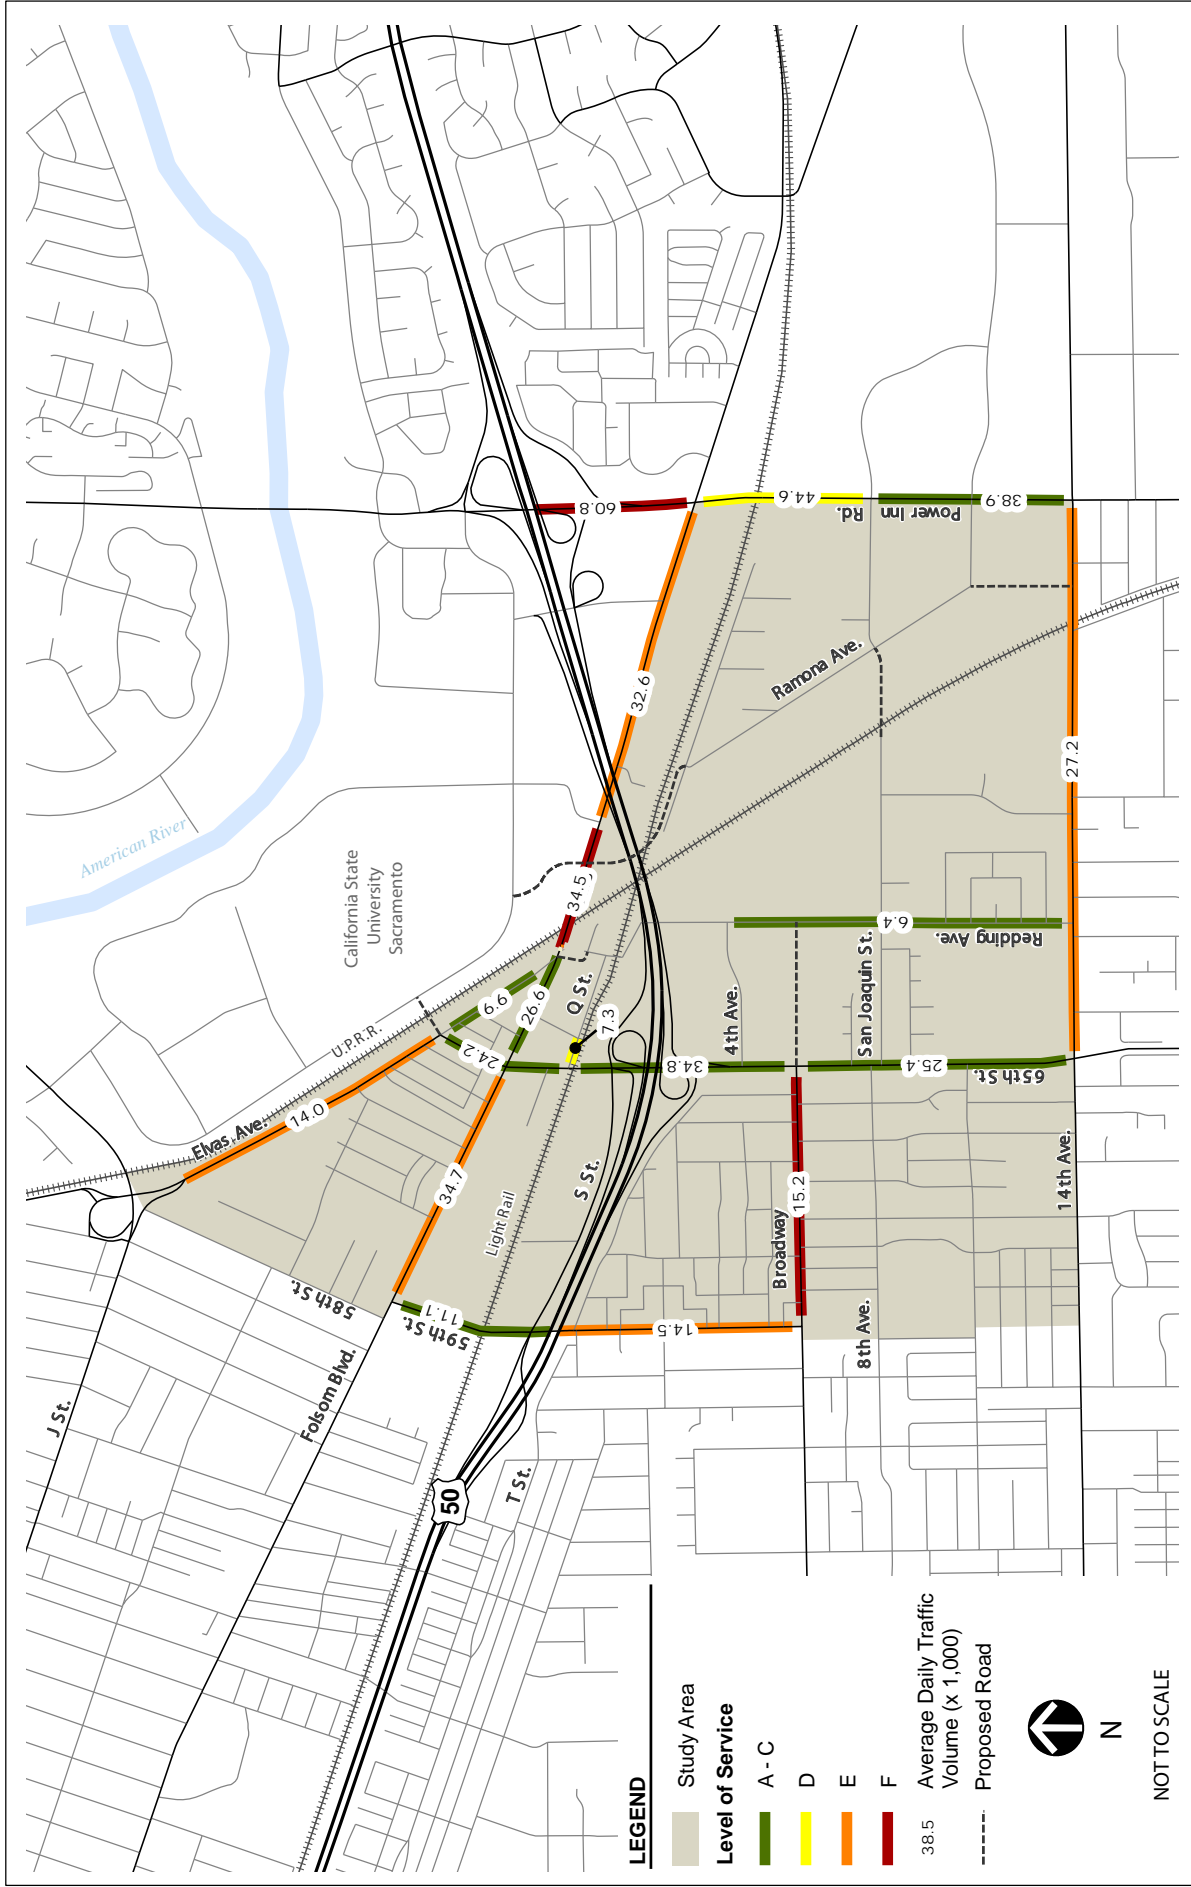 American River
California State
University
Sacramento
U.P.R.R.
Elvas Ave.
14.0
6.6
24.2
26.6
34.5
32.6
60.8
44.6
38.9
Power Inn
Rd.
Ramona Ave.
27.2
6.4
Redding Ave.
Q St.
7.3
4th Ave.
San Joaquin St.
34.8
25.4
65th St.
14th Ave.
S St.
Broadway
15.2
8th Ave.
34.7
Light Rail
58th St.
59th St.
11.1
14.5
J St.
Folsom Blvd.
50
T St.
LEGEND
Study Area
Level of Service
A - C
D
E
F
38.5
Average Daily Traffic
Volume (x 1,000)
Proposed Road
N
NOT TO SCALE